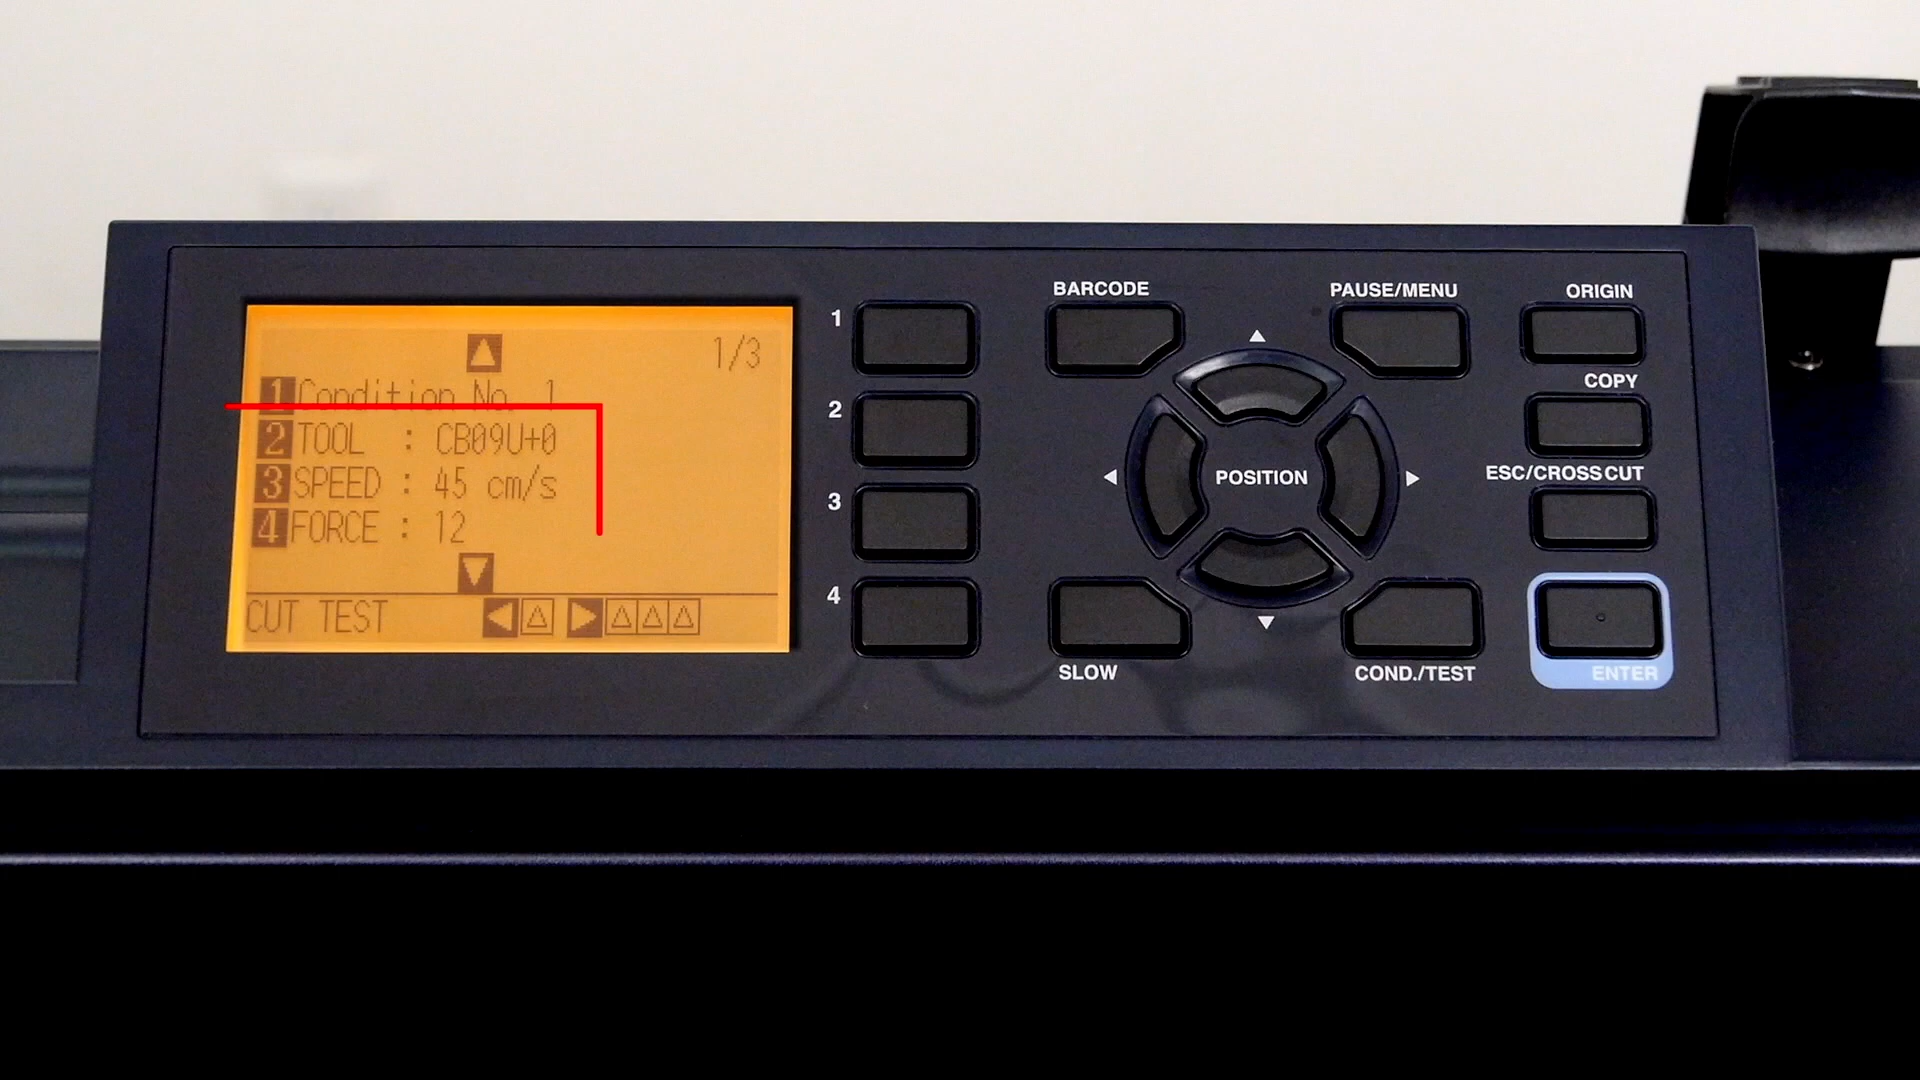 1/3
1 Condition No. 1
2 TOOL : CB09U+0
3 SPEED : 45 cm/s
4 FORCE : 12
CUT TEST
1
2
3
4
BARCODE
PAUSE/MENU
ORIGIN
COPY
ESC/CROSS CUT
POSITION
SLOW
COND./TEST
ENTER